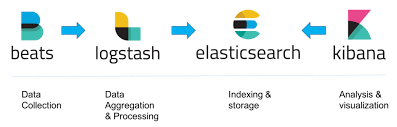 beats logstash elasticsearch kibana
Data
Collection
Data
Aggregation
& Processing
Indexing &
storage
Analysis &
visualization